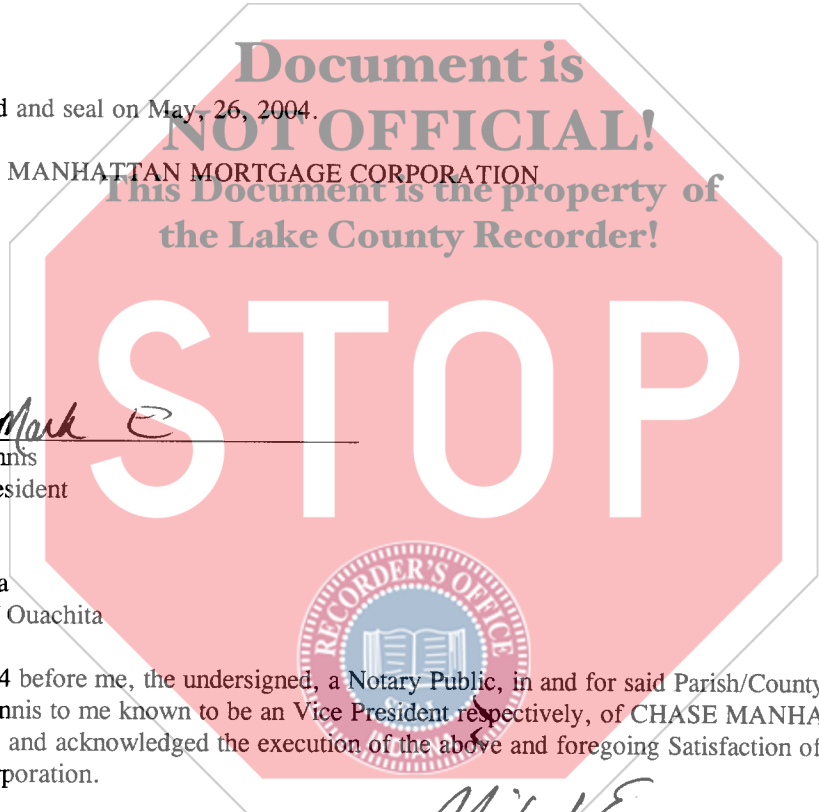 Document is
d and seal on May, 26, 2004.
NOT OFFICIAL!
MANHATTAN MORTGAGE CORPORATION
This Document is the property of
the Lake County Recorder!
STOP
Mark E
nnis
esident
a
Ouachita
RECORDER'S OFFICE
4 before me, the undersigned, a Notary Public, in and for said Parish/County
nnis to me known to be an Vice President respectively, of CHASE MANHA
SEAL
and acknowledged the execution of the above and foregoing Satisfaction of
INDIANA
poration.